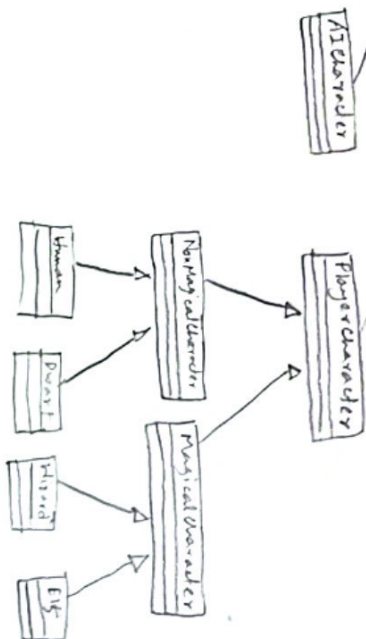 AICharacter
PlayerCharacter
NonMagicalCharacter
MagicalCharacter
Human
Dwarf
Wizard
Elf